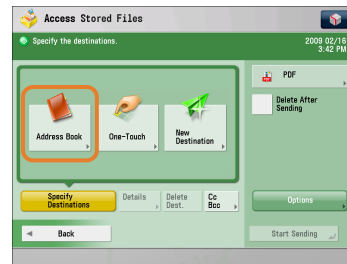 Access Stored Files
Specify the destinations.
2009 02/16
3:42 PM
PDF
Delete After
Sending
Address Book
One-Touch
New
Destination
Specify
Destinations
Details
Delete
Dest.
Cc
Bcc
Options
Back
Start Sending